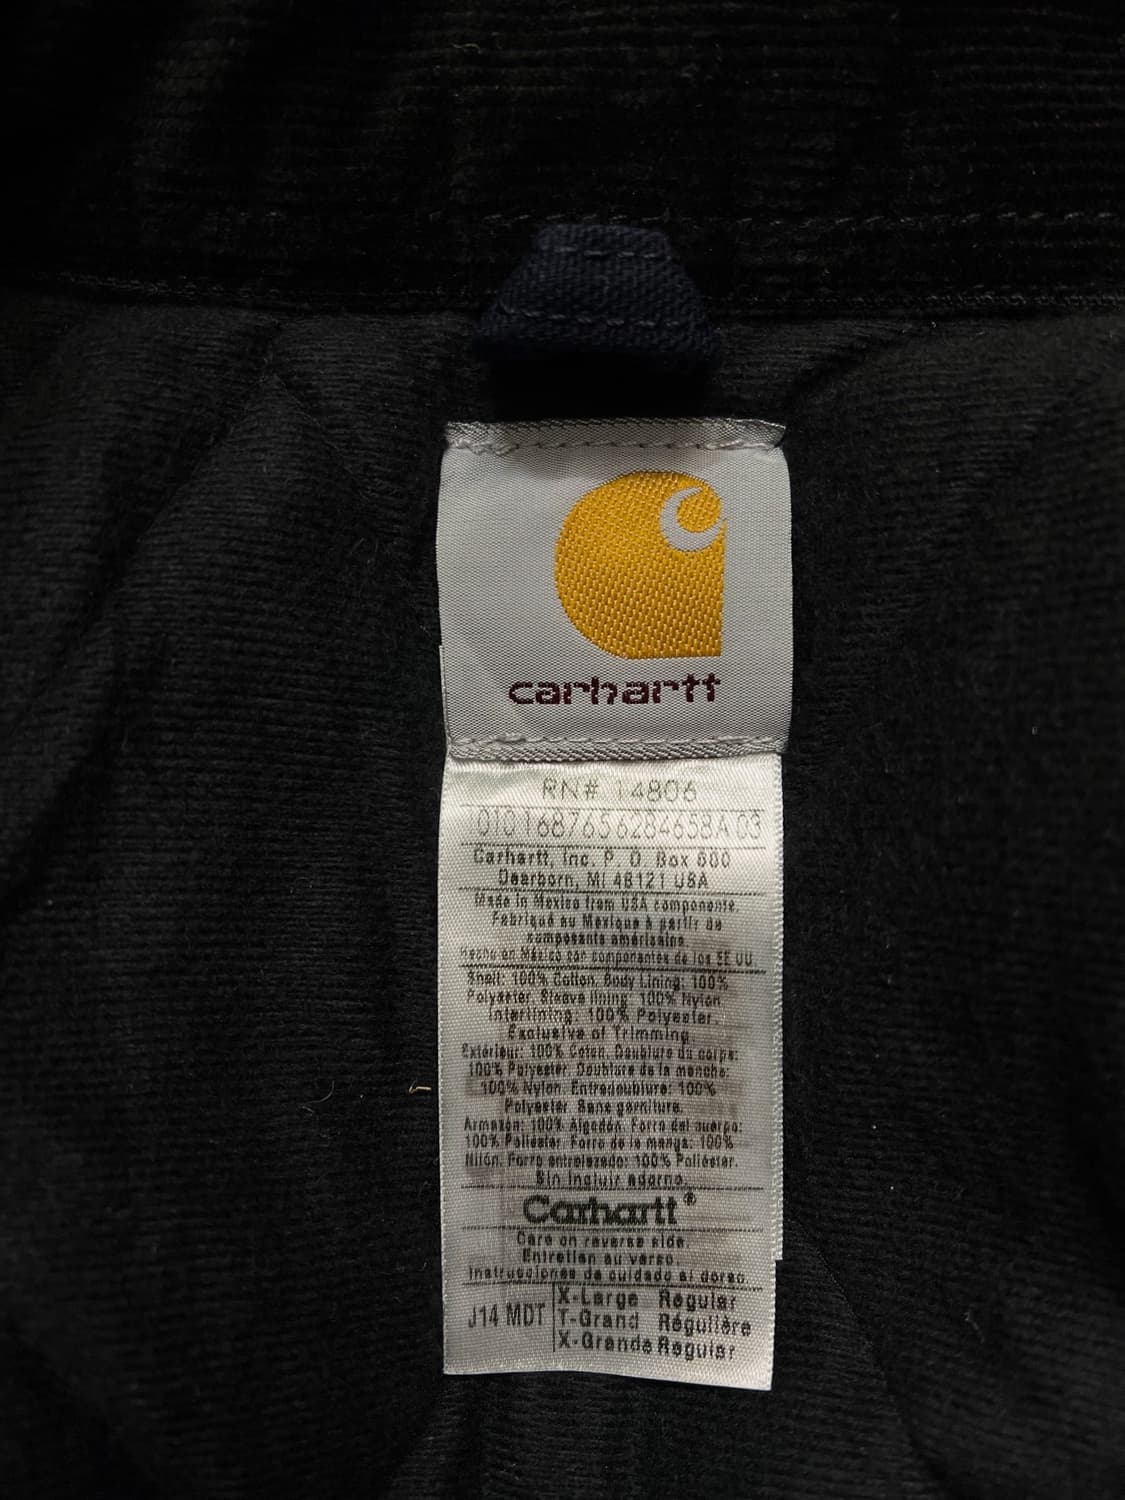 carhartt
RN# 14806
0101687656284658A 03
Carhartt, Inc. P. O. Box 600
Dearborn, MI 48121 USA
Made in Mexico from USA components.
Fabriqué au Mexique à partir de
composants américains.
Hecho en México con componentes de los EE UU.
Shell: 100% Cotton. Body Lining: 100%
Polyester. Sleeve lining: 100% Nylon.
Interlining: 100% Polyester.
Exclusive of Trimming
Extérieur: 100% Coton. Doublure du corps:
100% Polyester. Doublure de la manche:
100% Nylon. Entredoublure: 100%
Polyester. Sans garniture.
Armazon: 100% Algodón. Forro del cuerpo:
100% Poliéster. Forro de la manga: 100%
Nilón. Forro entrelazado: 100% Poliéster.
Sin incluir adorno.
Carhartt®
Care on reverse side.
Entretien au verso.
Instrucciones de cuidado al dorso.
J14 MDT
X-Large Regular
T-Grand Régulière
X-Grande Regular